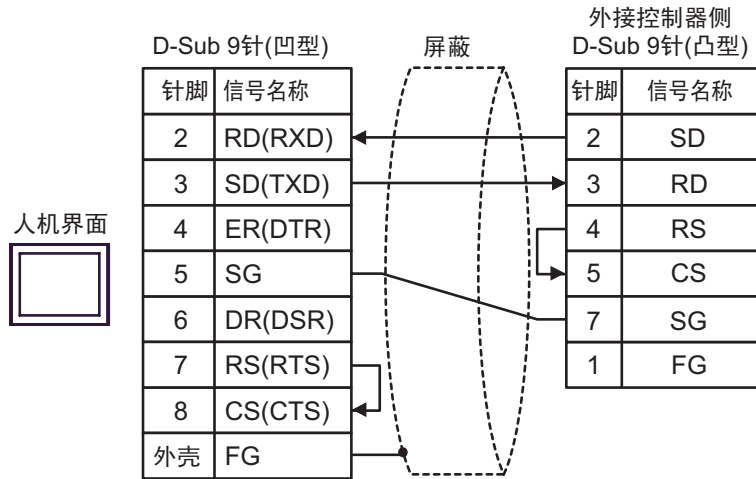 外接控制器侧
D-Sub 9针(凹型)
屏蔽
D-Sub 9针(凸型)
针脚 信号名称
2 RD(RXD)
3 SD(TXD)
4 ER(DTR)
5 SG
6 DR(DSR)
7 RS(RTS)
8 CS(CTS)
外壳 FG
人机界面
针脚 信号名称
2 SD
3 RD
4 RS
5 CS
7 SG
1 FG